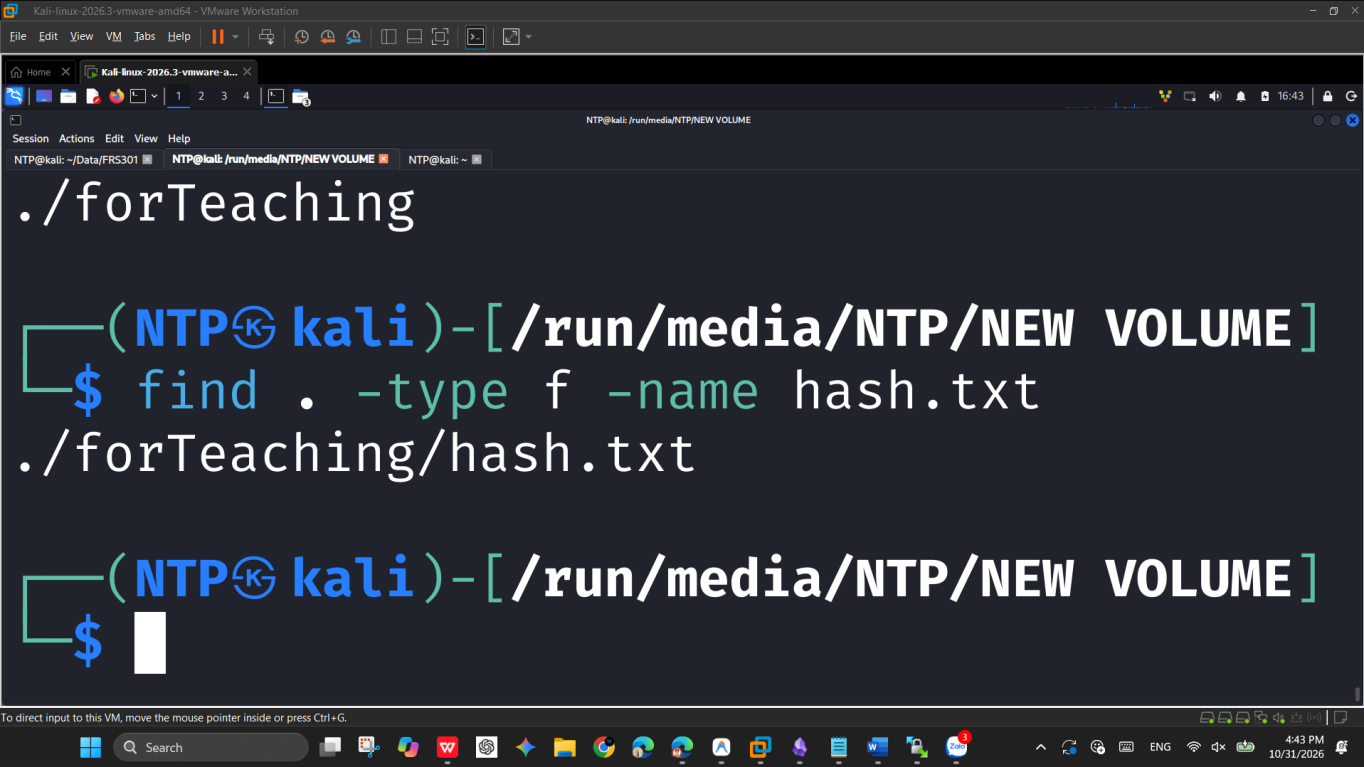 Kali-linux-2026.3-vmware-amd64 - VMware Workstation
File Edit View VM Tabs Help
Home Kali-linux-2026.3-vmware-a...
1 2 3 4 3 16:43
NTP@kali: /run/media/NTP/NEW VOLUME
Session Actions Edit View Help
NTP@kali: ~/Data/FRS301 NTP@kali: /run/media/NTP/NEW VOLUME NTP@kali: ~
./forTeaching
┌──(NTP㉿kali)-[/run/media/NTP/NEW VOLUME]
└─$ find . -type f -name hash.txt
./forTeaching/hash.txt
┌──(NTP㉿kali)-[/run/media/NTP/NEW VOLUME]
└─$
To direct input to this VM, move the mouse pointer inside or press Ctrl+G.
Search Zalo 3 ENG 4:43 PM
10/31/2026